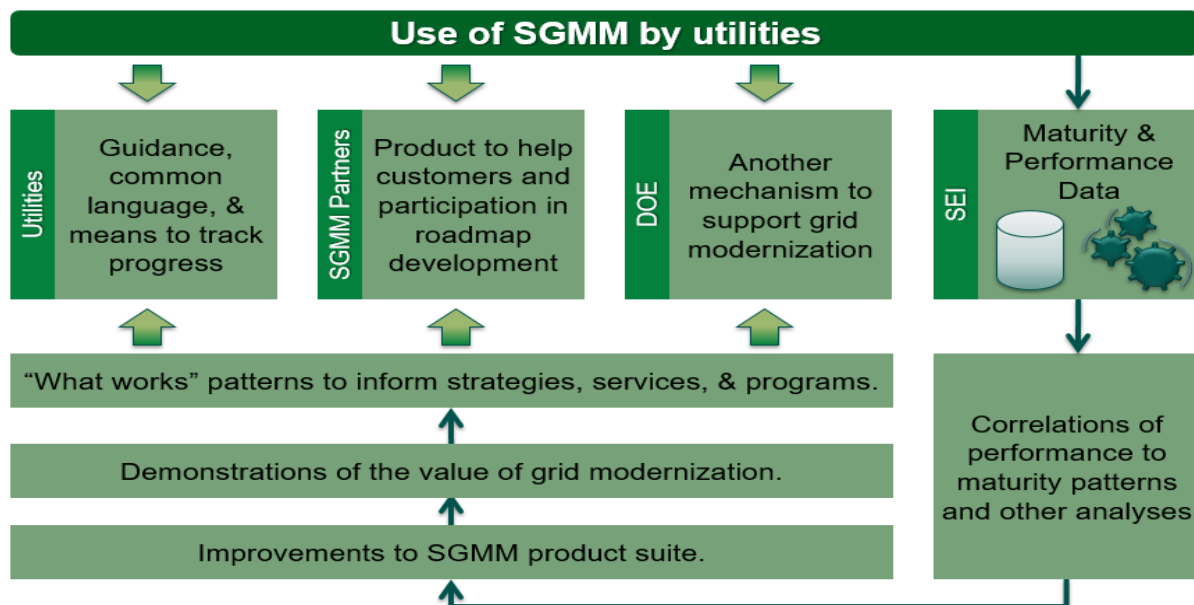 Use of SGMM by utilities
Utilities
Guidance,
common
language, &
means to track
progress
SGMM Partners
Product to help
customers and
participation in
roadmap
development
DOE
Another
mechanism to
support grid
modernization
SEI
Maturity &
Performance
Data
“What works” patterns to inform strategies, services, & programs.
Demonstrations of the value of grid modernization.
Improvements to SGMM product suite.
Correlations of
performance to
maturity patterns
and other analyses